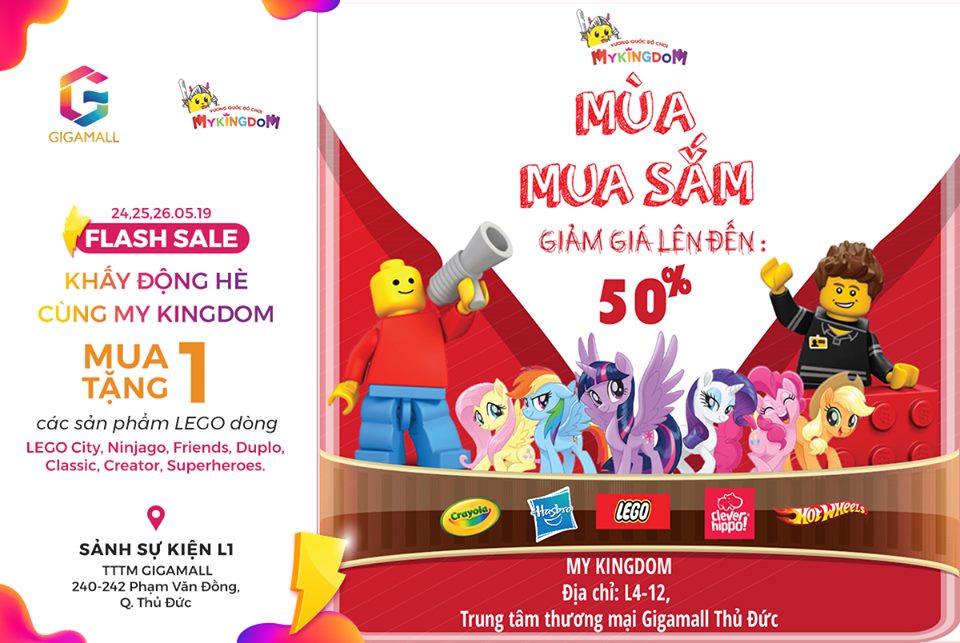 GIGAMALL
VƯƠNG QUỐC ĐỒ CHƠI
MYKINGDOM
24,25,26.05.19
FLASH SALE
KHẤY ĐỘNG HÈ
CÙNG MY KINGDOM
MUA 1
TẶNG 1
các sản phẩm LEGO dòng
LEGO City, Ninjago, Friends, Duplo,
Classic, Creator, Superheroes.
SẢNH SỰ KIỆN L1
TTTM GIGAMALL
240-242 Phạm Văn Đồng,
Q. Thủ Đức
VƯƠNG QUỐC ĐỒ CHƠI
MYKINGDOM
MÙA
MUA SẮM
GIẢM GIÁ LÊN ĐẾN :
50%
Crayola
Hasbro
LEGO
clever hippo!
HOT WHEELS
MY KINGDOM
Địa chỉ: L4-12,
Trung tâm thương mại Gigamall Thủ Đức